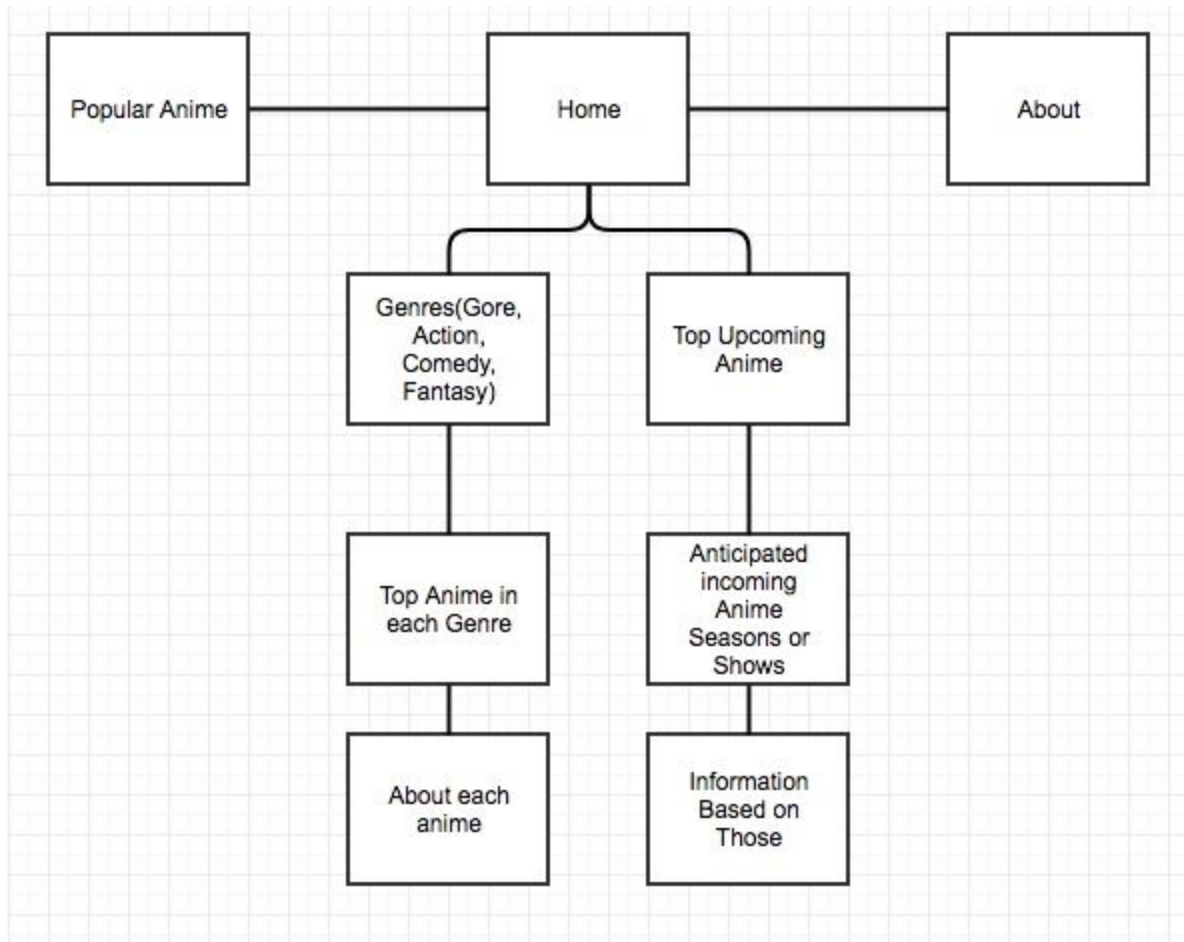 Popular Anime
Home
About
Genres(Gore,
Action,
Comedy,
Fantasy)
Top Upcoming
Anime
Top Anime in
each Genre
Anticipated
incoming
Anime
Seasons or
Shows
About each
anime
Information
Based on
Those